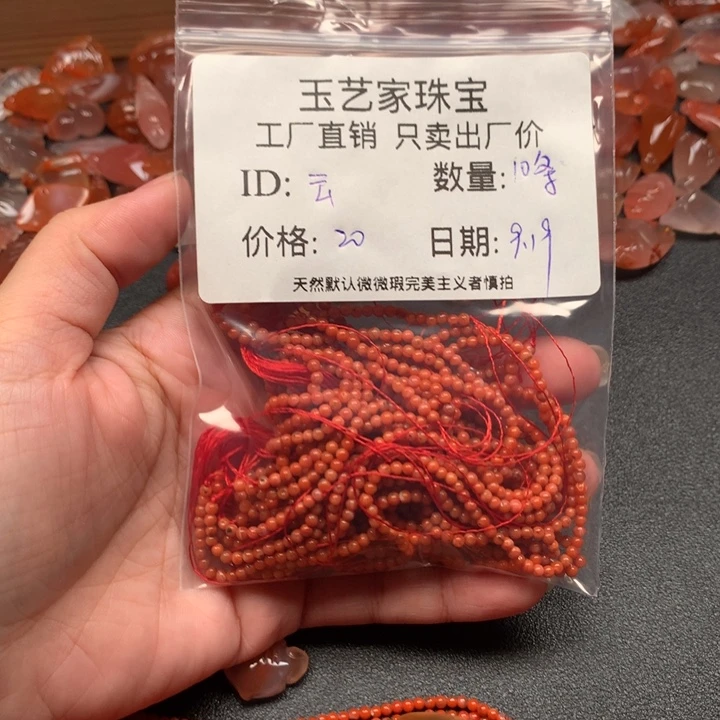 玉艺家珠宝
工厂直销 只卖出厂价
ID: 云 数量: 10条
价格: 20 日期: 9.19
天然默认微微瑕完美主义者慎拍